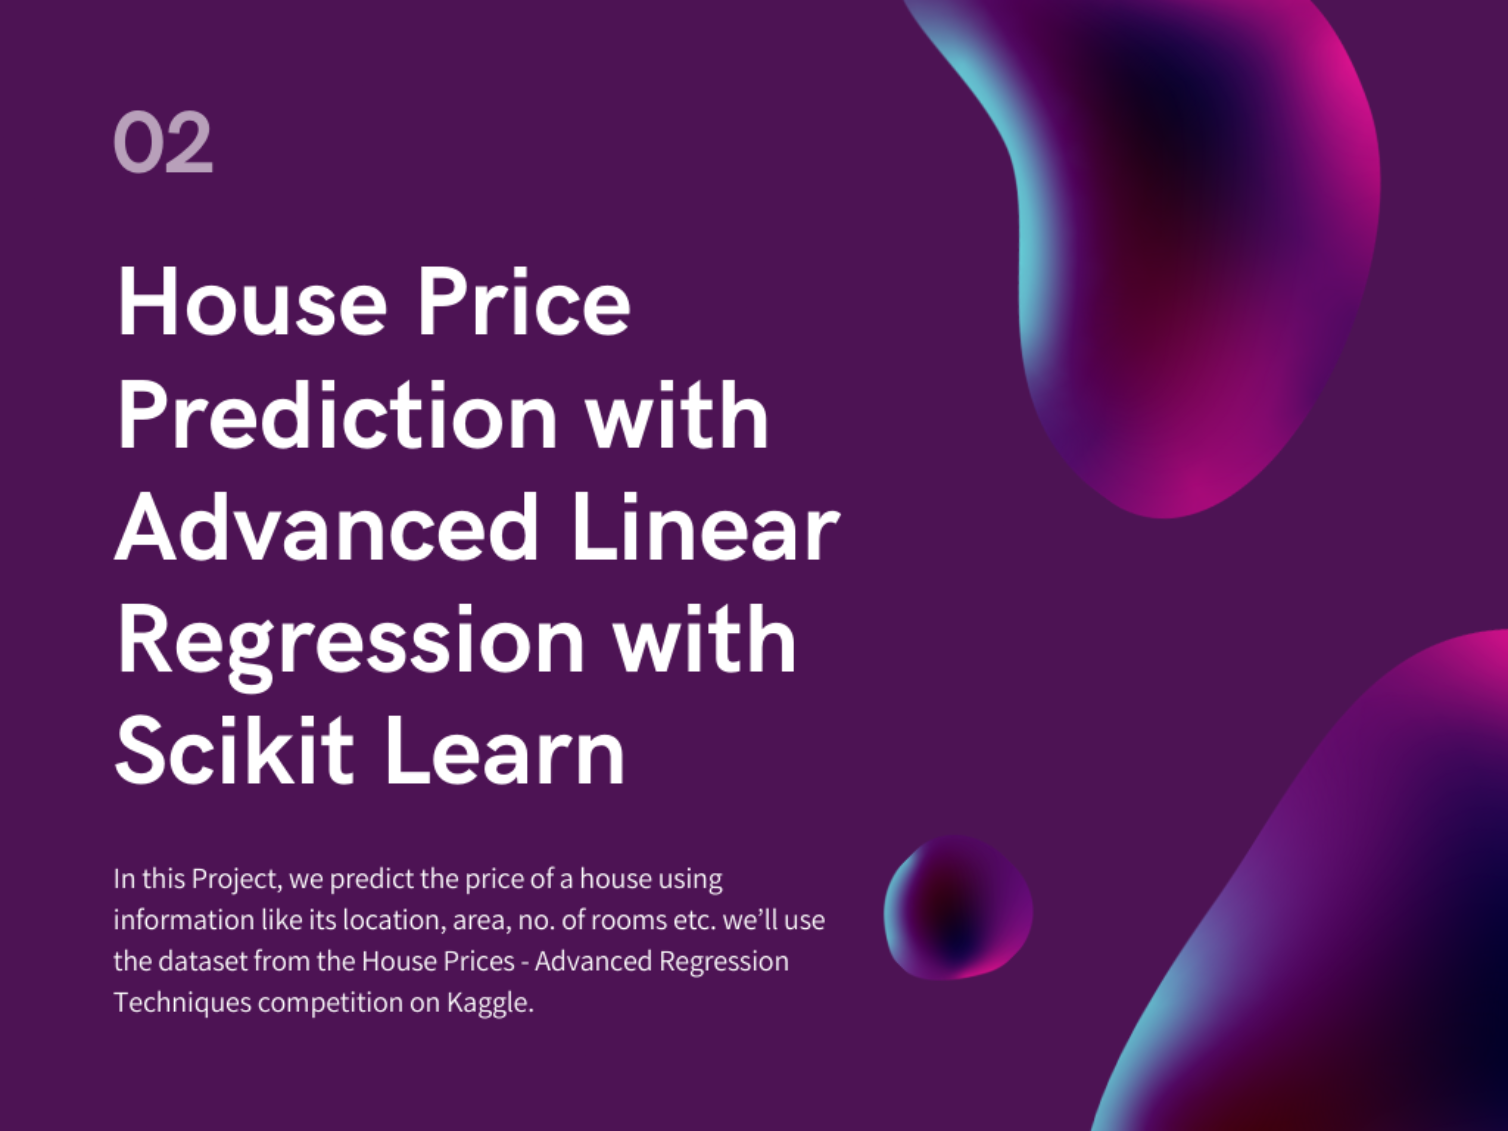 02
House Price
Prediction with
Advanced Linear
Regression with
Scikit Learn
In this Project, we predict the price of a house using
information like its location, area, no. of rooms etc. we’ll use
the dataset from the House Prices - Advanced Regression
Techniques competition on Kaggle.